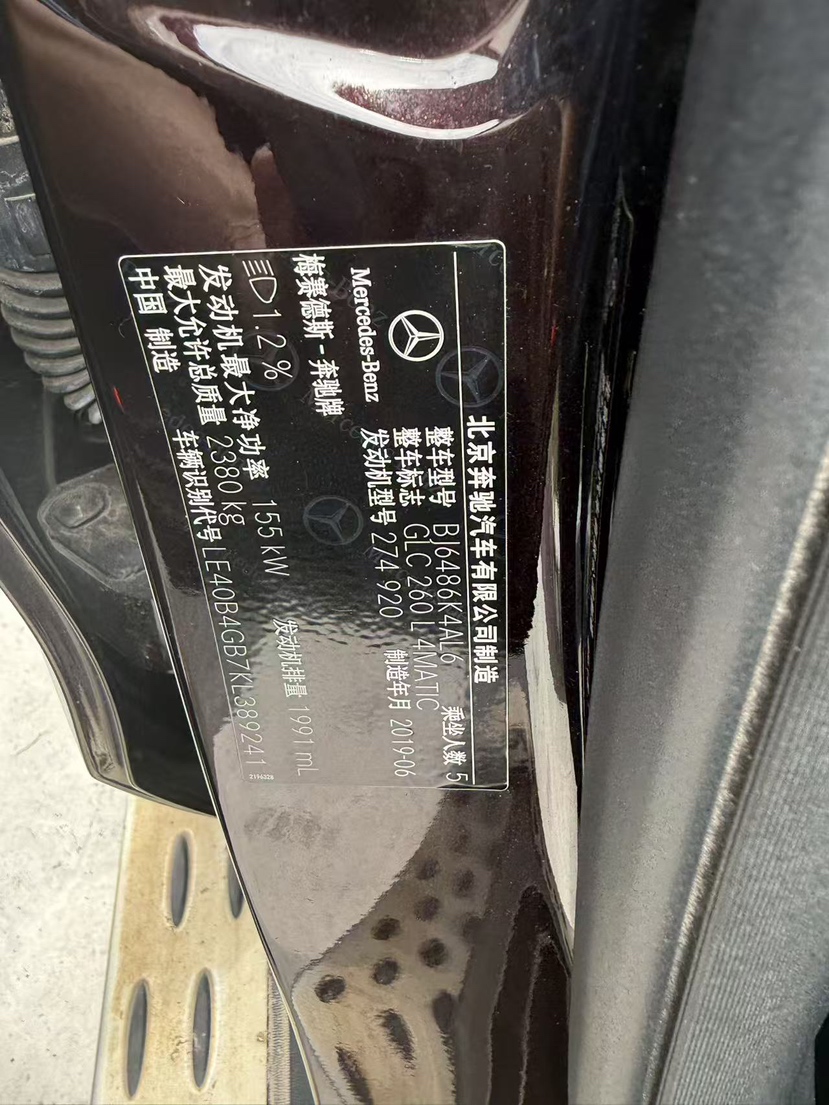 北京奔驰汽车有限公司制造
Mercedes-Benz
梅赛德斯-奔驰牌
整车型号 BJ6486K4AL6 乘坐人数 5
整车标志 GLC 260 L 4MATIC
发动机型号 274 920 制造年月 2019-06
1.2%
发动机最大净功率 155 kW 发动机排量 1991 mL
最大允许总质量 2380 kg
中国 制造 车辆识别代号 LE40B4GB7KL389241
2196328